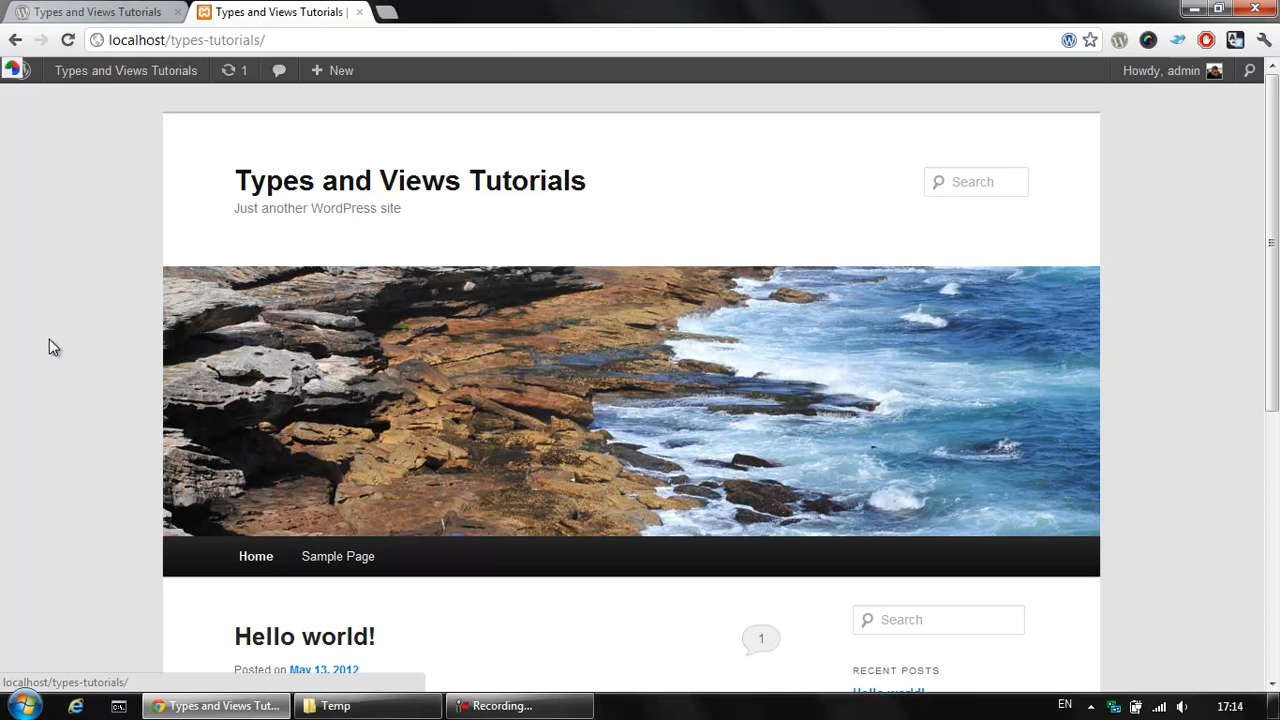 Types and Views Tutorials
Types and Views Tutorials |
localhost/types-tutorials/
Types and Views Tutorials
1
New
Howdy, admin
Types and Views Tutorials
Just another WordPress site
Search
Home
Sample Page
Hello world!
1
Search
Posted on May 13, 2012
RECENT POSTS
Hello world!
localhost/types-tutorials/
Types and Views Tut...
Temp
Recording...
EN
17:14